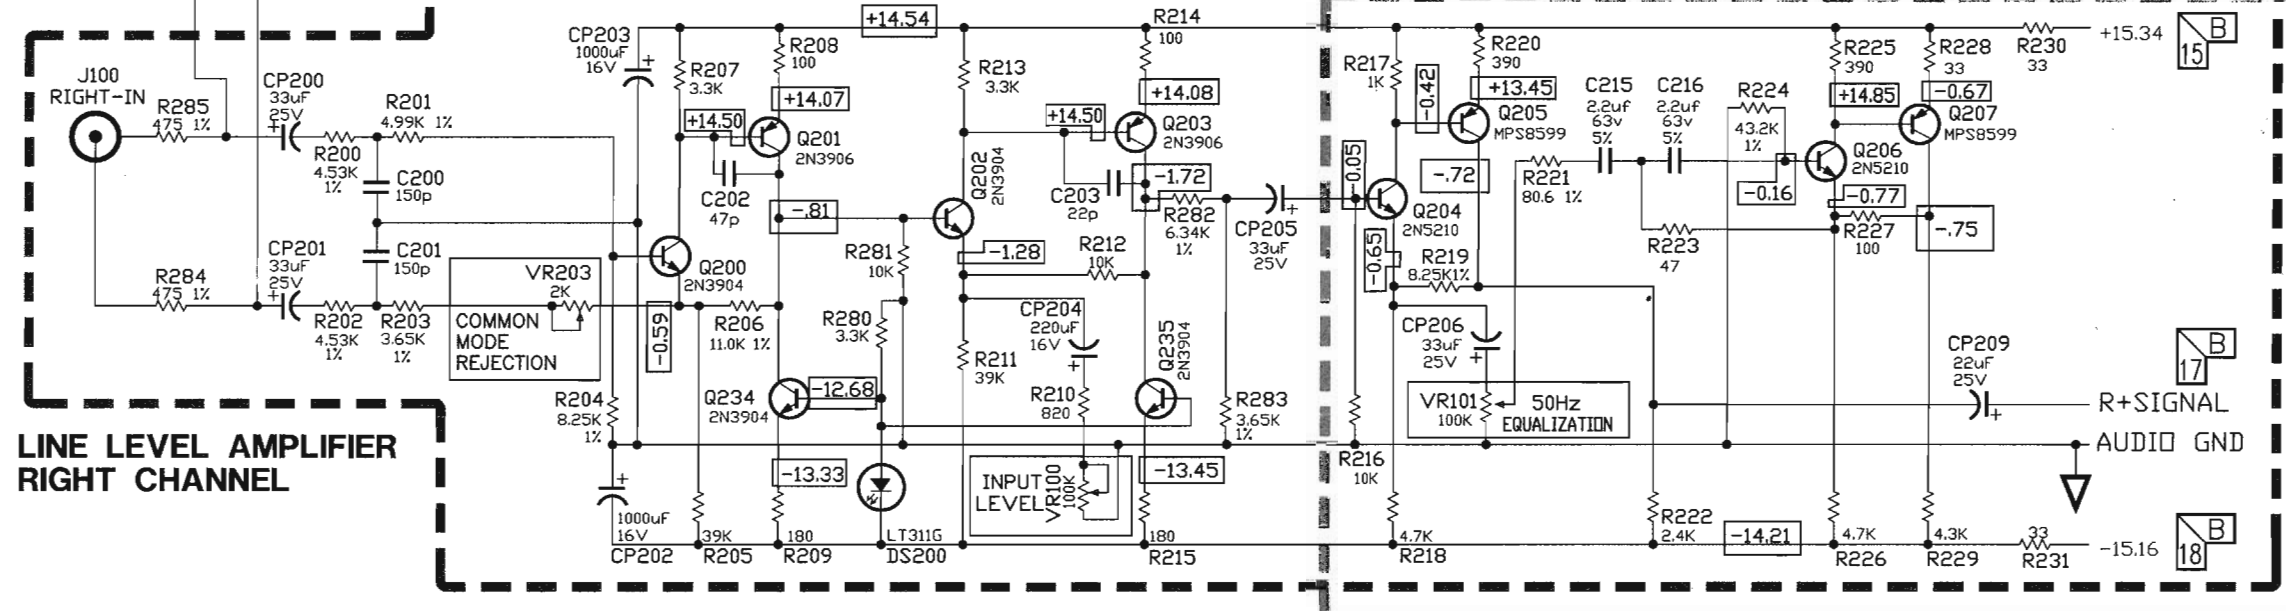 J100
RIGHT-IN
R285
475 1%
CP200
33uF
25V
+
R200
4.53K
1%
R201
4.99K 1%
C200
150p
C201
150p
R284
475 1%
CP201
33uF
25V
+
R202
4.53K
1%
R203
3.65K
1%
VR203
2K
COMMON
MODE
REJECTION
LINE LEVEL AMPLIFIER
RIGHT CHANNEL
CP203
1000uF
16V
+
R207
3.3K
R208
100
+14.54
+14.07
+14.50
Q201
2N3906
C202
47p
-.81
Q200
2N3904
-0.59
R206
11.0K 1%
R204
8.25K
1%
Q234
2N3904
-12.68
-13.33
+
1000uF
16V
CP202
39K
R205
180
R209
LT311G
DS200
R281
10K
R280
3.3K
R213
3.3K
R214
100
+14.08
+14.50
Q203
2N3906
Q202
2N3904
C203
22p
-1.72
-1.28
R212
10K
R282
6.34K
1%
CP205
33uF
25V
+
CP204
220uF
16V
+
R211
39K
R210
820
Q235
2N3904
R283
3.65K
1%
INPUT
LEVEL
VR100
100K
-13.45
180
R215
R217
1K
-0.42
R220
390
+13.45
Q205
MPS8599
-0.05
-.72
Q204
2N5210
-0.65
R219
8.25K1%
CP206
33uF
25V
+
VR101
100K
50Hz
EQUALIZATION
R216
10K
4.7K
R218
C215
2.2uf
63v
5%
C216
2.2uf
63v
5%
R221
80.6 1%
R223
47
R224
43.2K
1%
R225
390
+14.85
R228
33
-0.67
Q207
MPS8599
Q206
2N5210
-0.16
-0.77
R227
100
-.75
R230
33
+15.34
B
15
CP209
22uF
25V
+
B
17
R+SIGNAL
AUDIO GND
R222
2.4K
-14.21
4.7K
R226
4.3K
R229
33
R231
-15.16
B
18